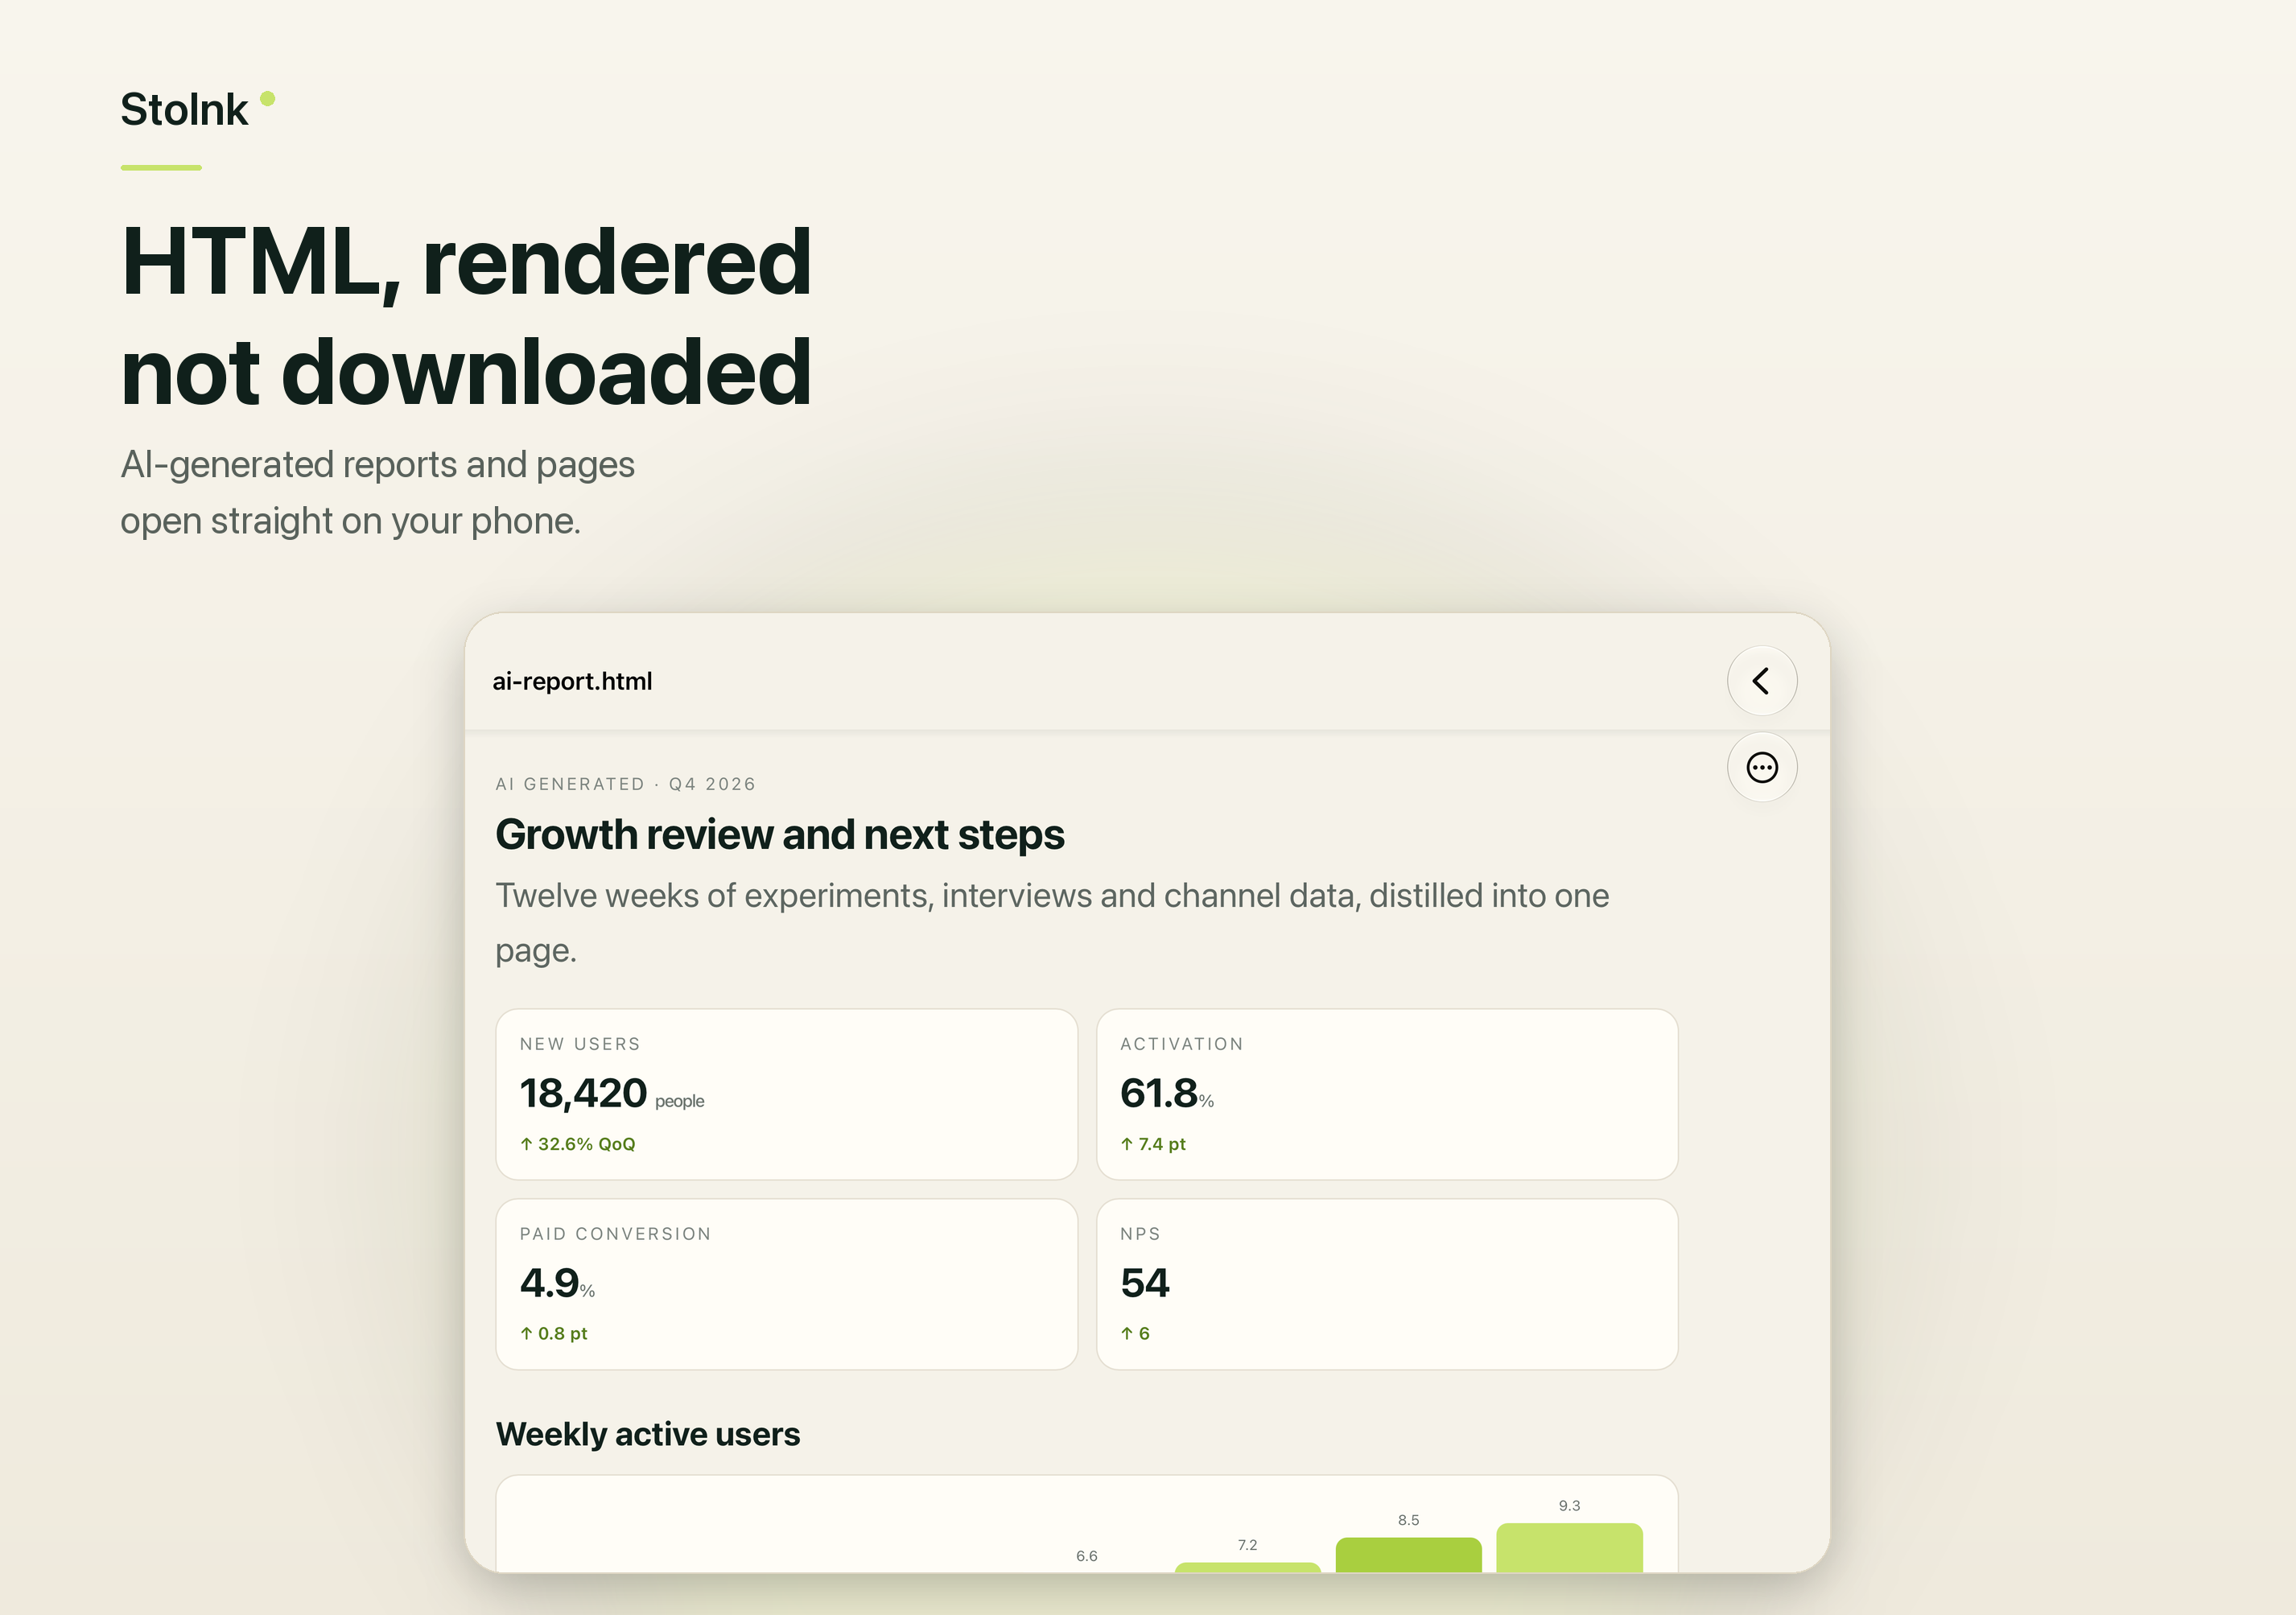 Stolnk
HTML, rendered
not downloaded
AI-generated reports and pages
open straight on your phone.
ai-report.html
AI GENERATED · Q4 2026
Growth review and next steps
Twelve weeks of experiments, interviews and channel data, distilled into one
page.
NEW USERS
18,420 people
↑ 32.6% QoQ
ACTIVATION
61.8%
↑ 7.4 pt
PAID CONVERSION
4.9%
↑ 0.8 pt
NPS
54
↑ 6
Weekly active users
6.6
7.2
8.5
9.3